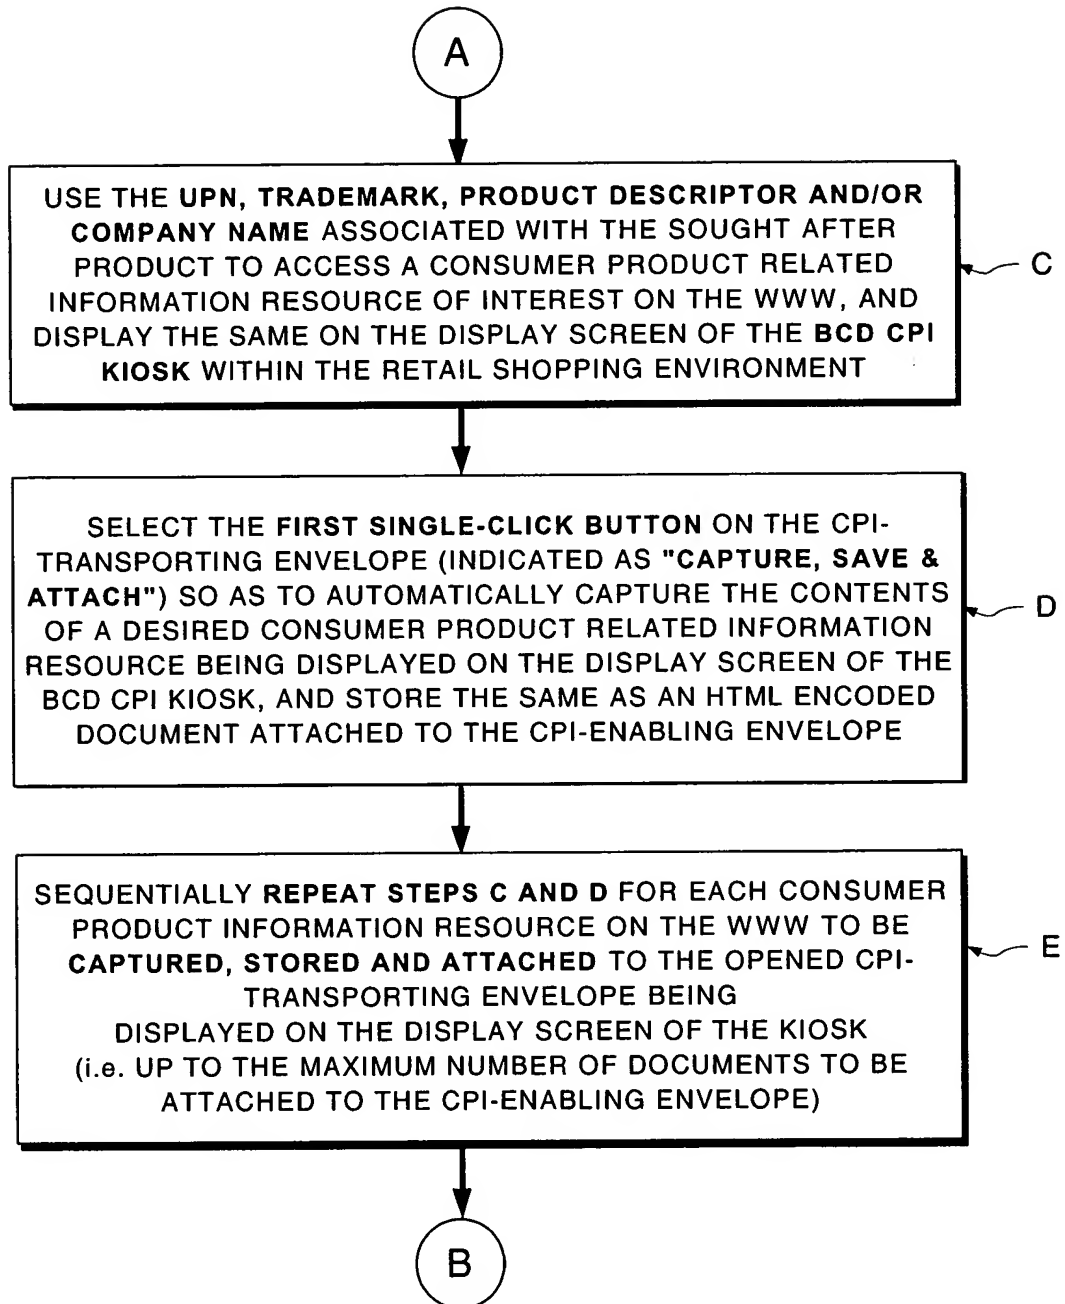 A
USE THE UPN, TRADEMARK, PRODUCT DESCRIPTOR AND/OR
COMPANY NAME ASSOCIATED WITH THE SOUGHT AFTER
PRODUCT TO ACCESS A CONSUMER PRODUCT RELATED
INFORMATION RESOURCE OF INTEREST ON THE WWW, AND
DISPLAY THE SAME ON THE DISPLAY SCREEN OF THE BCD CPI
KIOSK WITHIN THE RETAIL SHOPPING ENVIRONMENT
C
SELECT THE FIRST SINGLE-CLICK BUTTON ON THE CPI-
TRANSPORTING ENVELOPE (INDICATED AS "CAPTURE, SAVE &
ATTACH") SO AS TO AUTOMATICALLY CAPTURE THE CONTENTS
OF A DESIRED CONSUMER PRODUCT RELATED INFORMATION
RESOURCE BEING DISPLAYED ON THE DISPLAY SCREEN OF THE
BCD CPI KIOSK, AND STORE THE SAME AS AN HTML ENCODED
DOCUMENT ATTACHED TO THE CPI-ENABLING ENVELOPE
D
SEQUENTIALLY REPEAT STEPS C AND D FOR EACH CONSUMER
PRODUCT INFORMATION RESOURCE ON THE WWW TO BE
CAPTURED, STORED AND ATTACHED TO THE OPENED CPI-
TRANSPORTING ENVELOPE BEING
DISPLAYED ON THE DISPLAY SCREEN OF THE KIOSK
(i.e. UP TO THE MAXIMUM NUMBER OF DOCUMENTS TO BE
ATTACHED TO THE CPI-ENABLING ENVELOPE)
E
B